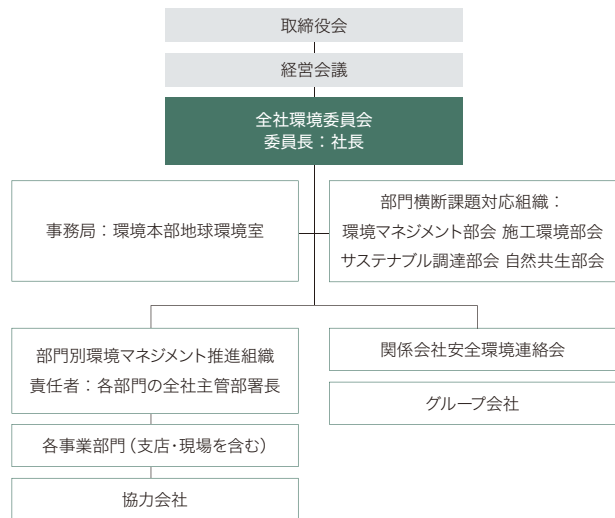 取締役会
経営会議
全社環境委員会
委員長：社長
事務局：環境本部地球環境室
部門横断課題対応組織：
環境マネジメント部会 施工環境部会
サステナブル調達部会 自然共生部会
部門別環境マネジメント推進組織
責任者：各部門の全社主管部署長
各事業部門（支店・現場を含む）
協力会社
関係会社安全環境連絡会
グループ会社